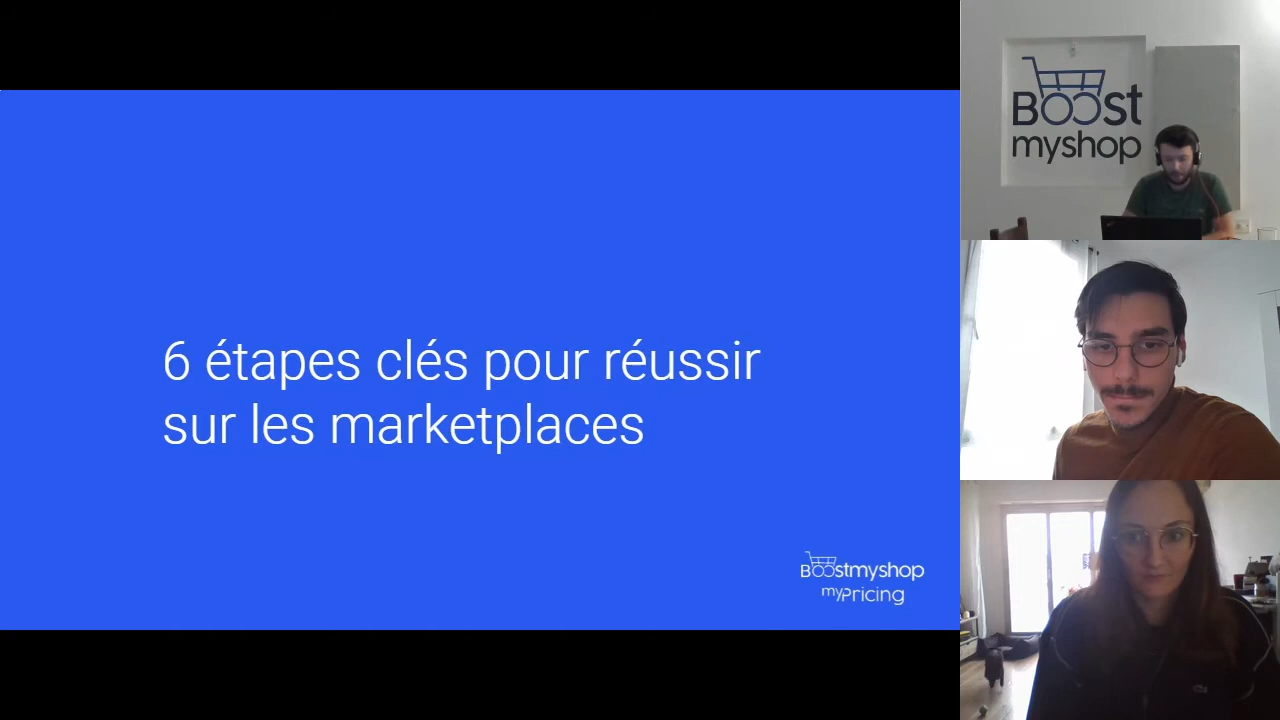 6 étapes clés pour réussir
sur les marketplaces
Boostmyshop
myPricing
Boost
myshop